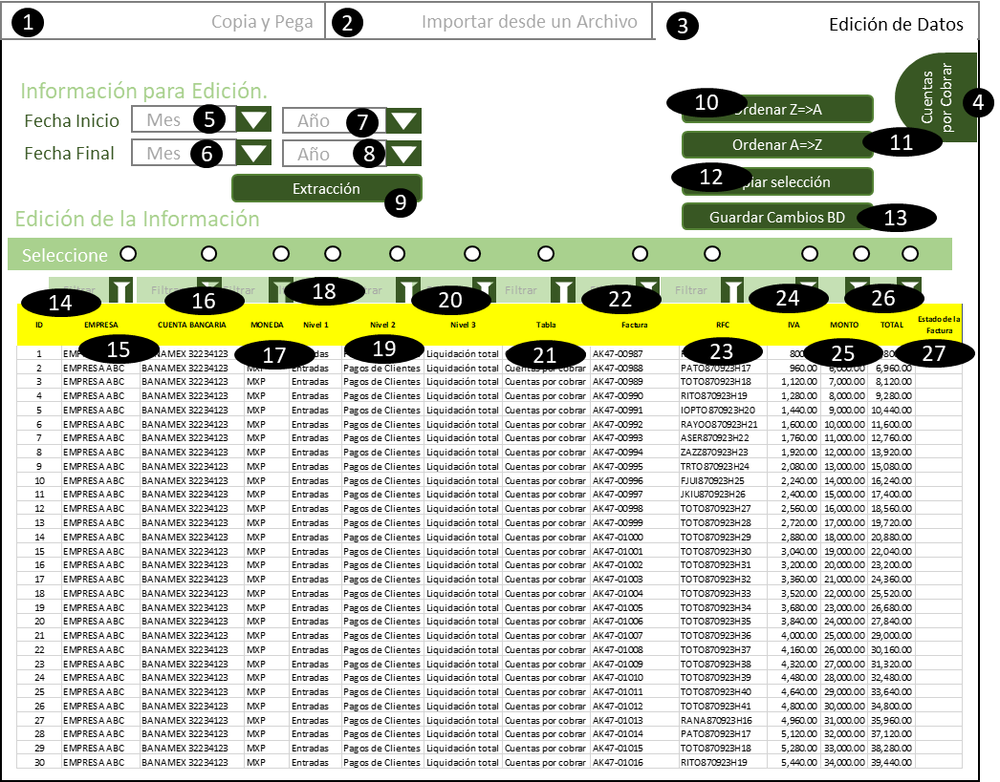 1 Copia y Pega 2 Importar desde un Archivo 3 Edición de Datos
Cuentas
por Cobrar
4
Información para Edición.
Fecha Inicio Mes 5 Año 7
10 Ordenar Z=>A
Fecha Final Mes 6 Año 8
Ordenar A=>Z 11
Extracción 9
12 piar selección
Guardar Cambios BD 13
Edición de la Información
Seleccione
Filtrar Filtrar Filtrar Filtrar Filtrar
14 16 18 20 22 24 26
ID EMPRESA CUENTA BANCARIA MONEDA Nivel 1 Nivel 2 Nivel 3 Tabla Factura RFC IVA MONTO TOTAL Estado de la
Factura
15 17 19 21 23 25 27
1 EMP NAMEX 32234123 Liquidación total AK47-00987 800
2 EMPRESA ABC BANAMEX 32234123 MXP Entradas Pagos de Clientes Liquidación total Cuentas por cobrar AK47-00988 PATO870923H17 960.00 6,000.00 6,960.00
3 EMPRESA ABC BANAMEX 32234123 MXP Entradas Pagos de Clientes Liquidación total Cuentas por cobrar AK47-00989 TOTO870923H18 1,120.00 7,000.00 8,120.00
4 EMPRESA ABC BANAMEX 32234123 MXP Entradas Pagos de Clientes Liquidación total Cuentas por cobrar AK47-00990 RITO870923H19 1,280.00 8,000.00 9,280.00
5 EMPRESA ABC BANAMEX 32234123 MXP Entradas Pagos de Clientes Liquidación total Cuentas por cobrar AK47-00991 IOPTO870923H20 1,440.00 9,000.00 10,440.00
6 EMPRESA ABC BANAMEX 32234123 MXP Entradas Pagos de Clientes Liquidación total Cuentas por cobrar AK47-00992 RAYOO870923H21 1,600.00 10,000.00 11,600.00
7 EMPRESA ABC BANAMEX 32234123 MXP Entradas Pagos de Clientes Liquidación total Cuentas por cobrar AK47-00993 ASER870923H22 1,760.00 11,000.00 12,760.00
8 EMPRESA ABC BANAMEX 32234123 MXP Entradas Pagos de Clientes Liquidación total Cuentas por cobrar AK47-00994 ZAZZ870923H23 1,920.00 12,000.00 13,920.00
9 EMPRESA ABC BANAMEX 32234123 MXP Entradas Pagos de Clientes Liquidación total Cuentas por cobrar AK47-00995 TRTO870923H24 2,080.00 13,000.00 15,080.00
10 EMPRESA ABC BANAMEX 32234123 MXP Entradas Pagos de Clientes Liquidación total Cuentas por cobrar AK47-00996 FJUI870923H25 2,240.00 14,000.00 16,240.00
11 EMPRESA ABC BANAMEX 32234123 MXP Entradas Pagos de Clientes Liquidación total Cuentas por cobrar AK47-00997 JKIU870923H26 2,400.00 15,000.00 17,400.00
12 EMPRESA ABC BANAMEX 32234123 MXP Entradas Pagos de Clientes Liquidación total Cuentas por cobrar AK47-00998 TOTO870923H27 2,560.00 16,000.00 18,560.00
13 EMPRESA ABC BANAMEX 32234123 MXP Entradas Pagos de Clientes Liquidación total Cuentas por cobrar AK47-00999 TOTO870923H28 2,720.00 17,000.00 19,720.00
14 EMPRESA ABC BANAMEX 32234123 MXP Entradas Pagos de Clientes Liquidación total Cuentas por cobrar AK47-01000 TOTO870923H29 2,880.00 18,000.00 20,880.00
15 EMPRESA ABC BANAMEX 32234123 MXP Entradas Pagos de Clientes Liquidación total Cuentas por cobrar AK47-01001 TOTO870923H30 3,040.00 19,000.00 22,040.00
16 EMPRESA ABC BANAMEX 32234123 MXP Entradas Pagos de Clientes Liquidación total Cuentas por cobrar AK47-01002 TOTO870923H31 3,200.00 20,000.00 23,200.00
17 EMPRESA ABC BANAMEX 32234123 MXP Entradas Pagos de Clientes Liquidación total Cuentas por cobrar AK47-01003 TOTO870923H32 3,360.00 21,000.00 24,360.00
18 EMPRESA ABC BANAMEX 32234123 MXP Entradas Pagos de Clientes Liquidación total Cuentas por cobrar AK47-01004 TOTO870923H33 3,520.00 22,000.00 25,520.00
19 EMPRESA ABC BANAMEX 32234123 MXP Entradas Pagos de Clientes Liquidación total Cuentas por cobrar AK47-01005 TOTO870923H34 3,680.00 23,000.00 26,680.00
20 EMPRESA ABC BANAMEX 32234123 MXP Entradas Pagos de Clientes Liquidación total Cuentas por cobrar AK47-01006 TOTO870923H35 3,840.00 24,000.00 27,840.00
21 EMPRESA ABC BANAMEX 32234123 MXP Entradas Pagos de Clientes Liquidación total Cuentas por cobrar AK47-01007 TOTO870923H36 4,000.00 25,000.00 29,000.00
22 EMPRESA ABC BANAMEX 32234123 MXP Entradas Pagos de Clientes Liquidación total Cuentas por cobrar AK47-01008 TOTO870923H37 4,160.00 26,000.00 30,160.00
23 EMPRESA ABC BANAMEX 32234123 MXP Entradas Pagos de Clientes Liquidación total Cuentas por cobrar AK47-01009 TOTO870923H38 4,320.00 27,000.00 31,320.00
24 EMPRESA ABC BANAMEX 32234123 MXP Entradas Pagos de Clientes Liquidación total Cuentas por cobrar AK47-01010 TOTO870923H39 4,480.00 28,000.00 32,480.00
25 EMPRESA ABC BANAMEX 32234123 MXP Entradas Pagos de Clientes Liquidación total Cuentas por cobrar AK47-01011 TOTO870923H40 4,640.00 29,000.00 33,640.00
26 EMPRESA ABC BANAMEX 32234123 MXP Entradas Pagos de Clientes Liquidación total Cuentas por cobrar AK47-01012 TOTO870923H41 4,800.00 30,000.00 34,800.00
27 EMPRESA ABC BANAMEX 32234123 MXP Entradas Pagos de Clientes Liquidación total Cuentas por cobrar AK47-01013 RANA870923H16 4,960.00 31,000.00 35,960.00
28 EMPRESA ABC BANAMEX 32234123 MXP Entradas Pagos de Clientes Liquidación total Cuentas por cobrar AK47-01014 PATO870923H17 5,120.00 32,000.00 37,120.00
29 EMPRESA ABC BANAMEX 32234123 MXP Entradas Pagos de Clientes Liquidación total Cuentas por cobrar AK47-01015 TOTO870923H18 5,280.00 33,000.00 38,280.00
30 EMPRESA ABC BANAMEX 32234123 MXP Entradas Pagos de Clientes Liquidación total Cuentas por cobrar AK47-01016 RITO870923H19 5,440.00 34,000.00 39,440.00